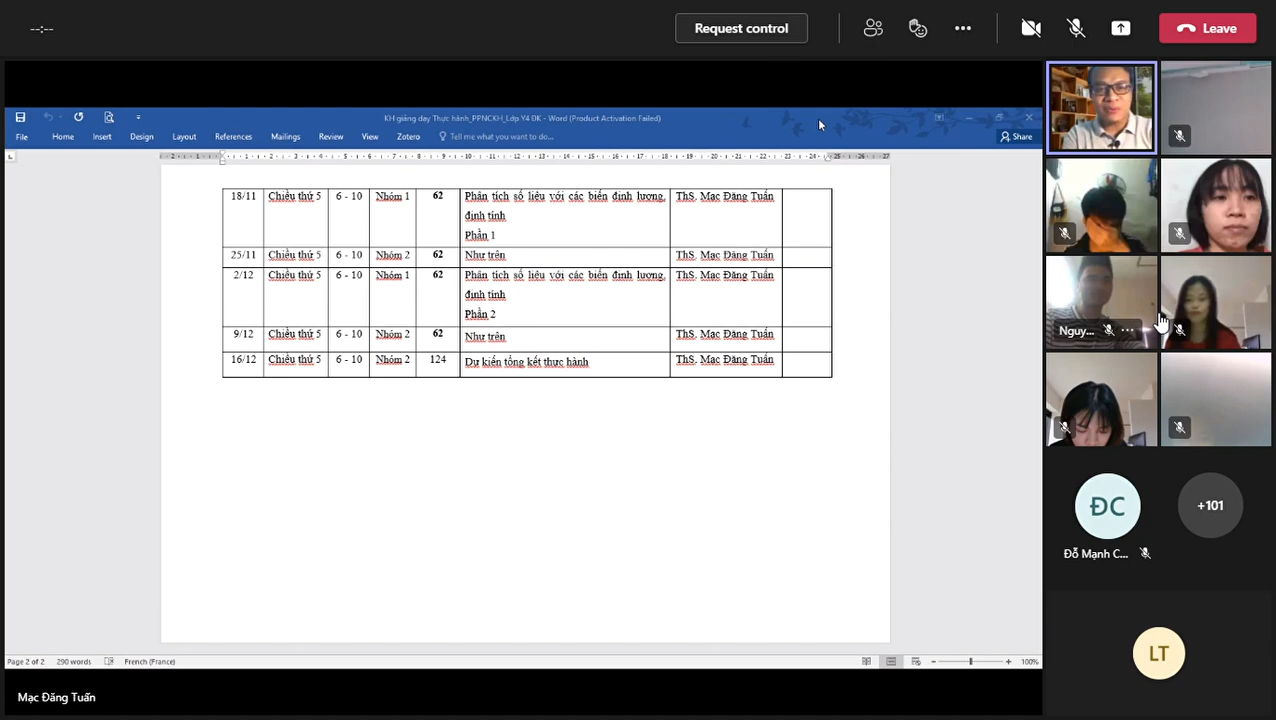 --:--
Request control
Leave
KH giảng dạy Thực hành_PPNCKH_Lớp Y4 ĐK - Word (Product Activation Failed)
File Home Insert Design Layout References Mailings Review View Zotero Tell me what you want to do... Share
18/11 Chiều thứ 5 6 - 10 Nhóm 1 62 Phân tích số liệu với các biến định lượng, ThS. Mạc Đăng Tuấn
định tính
Phần 1
25/11 Chiều thứ 5 6 - 10 Nhóm 2 62 Như trên ThS. Mạc Đăng Tuấn
2/12 Chiều thứ 5 6 - 10 Nhóm 1 62 Phân tích số liệu với các biến định lượng, ThS. Mạc Đăng Tuấn
định tính
Phần 2
9/12 Chiều thứ 5 6 - 10 Nhóm 2 62 Như trên ThS. Mạc Đăng Tuấn
16/12 Chiều thứ 5 6 - 10 Nhóm 2 124 Dự kiến tổng kết thực hành ThS. Mạc Đăng Tuấn
Page 2 of 2 290 words French (France) 100%
Mạc Đăng Tuấn
Nguy...
ĐC
+101
Đỗ Mạnh C...
LT